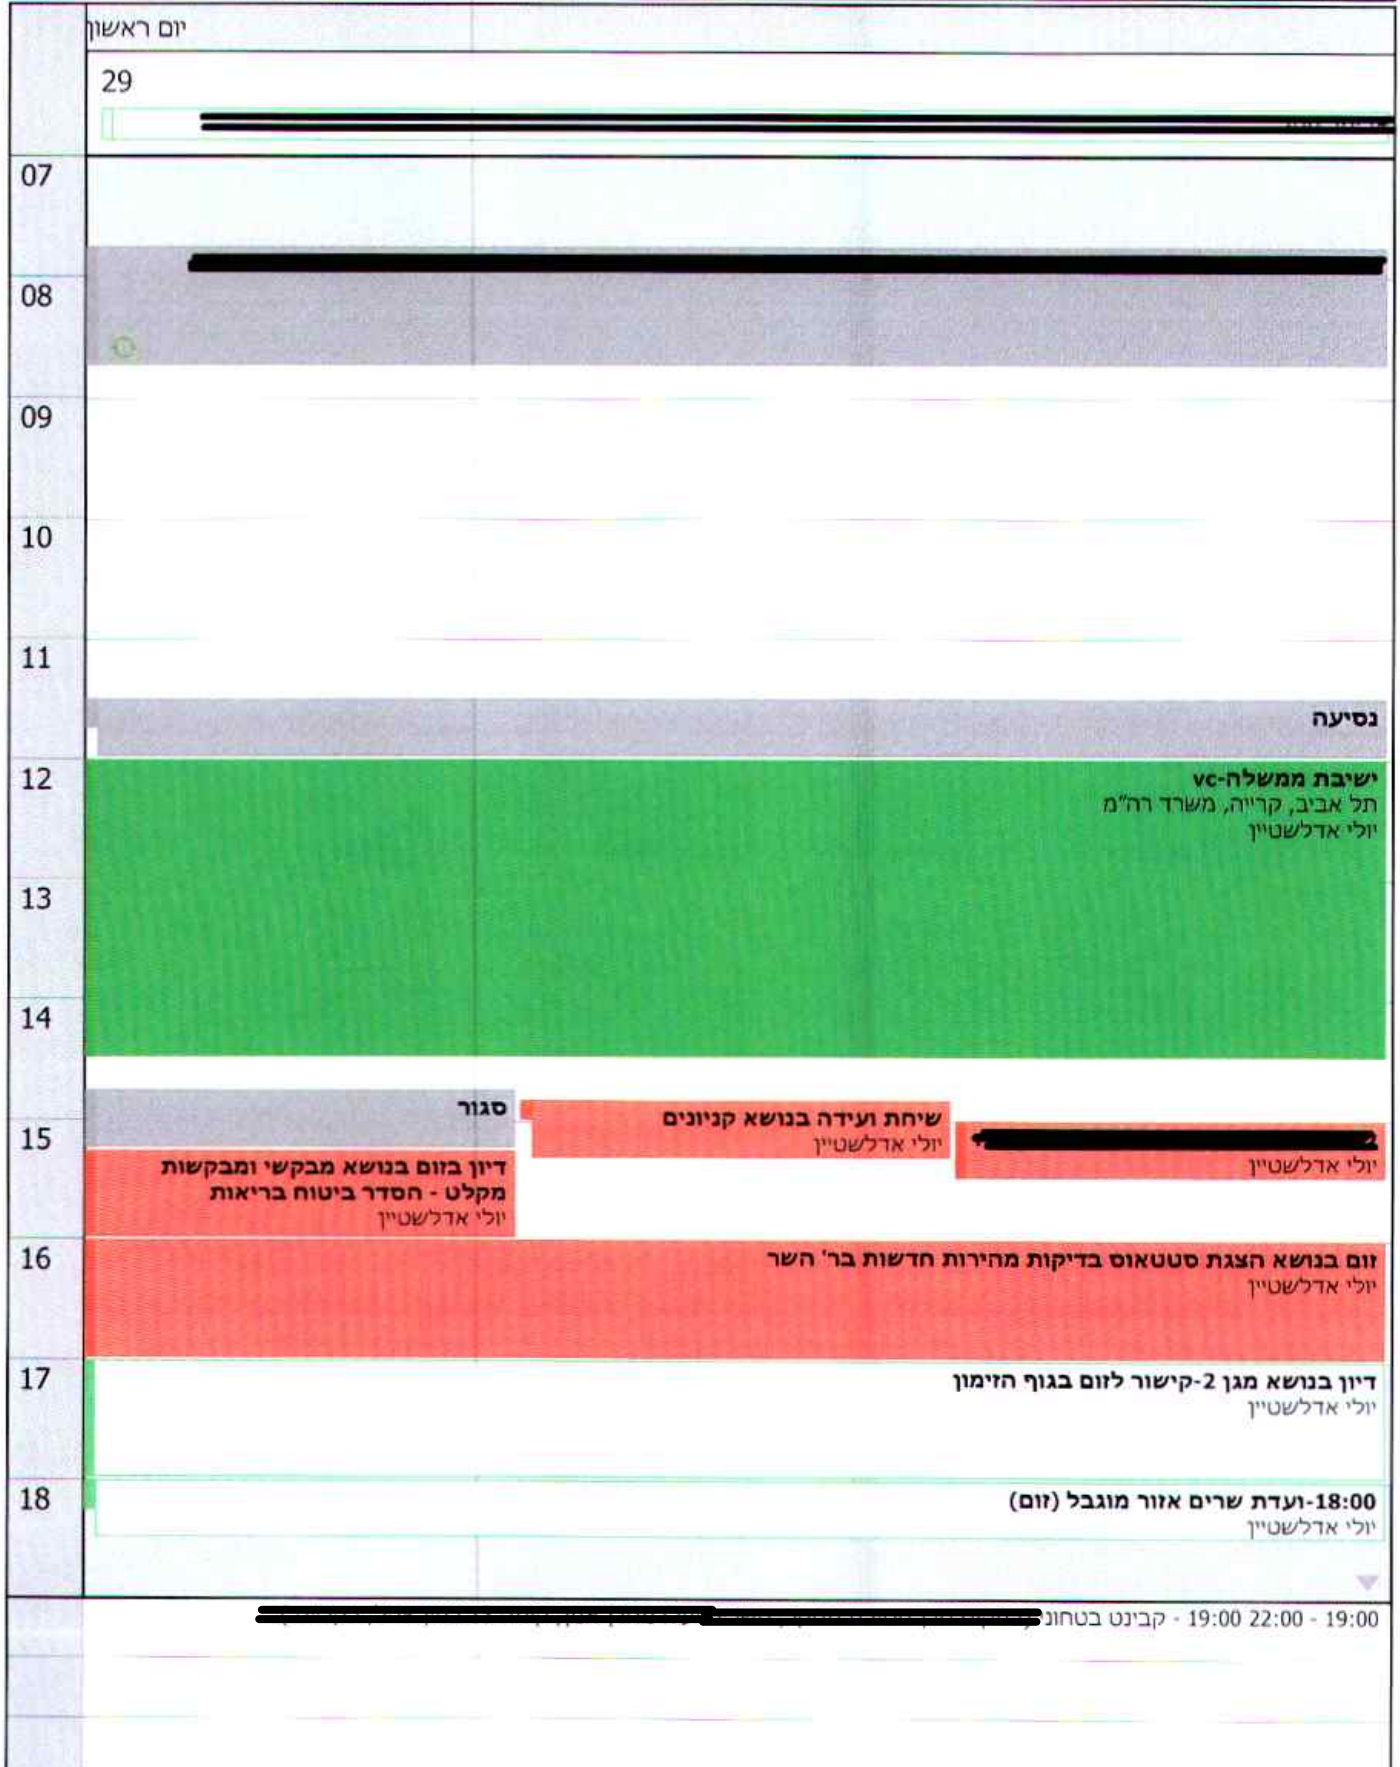 יום ראשון
29
07
08
09
10
11
נסיעה
12
ישיבת ממשלה-vc
תל אביב, קרייה, משרד רה"מ
יולי אדלשטיין
13
14
סגור
שיחת ועידה בנושא קניונים
יולי אדלשטיין
15
יולי אדלשטיין
דיון בזום בנושא מבקשי ומבקשות
מקלט - הסדר ביטוח בריאות
יולי אדלשטיין
16
זום בנושא הצגת סטטאוס בדיקות מהירות חדשות בר' השר
יולי אדלשטיין
17
דיון בנושא מגן 2-קישור לזום בגוף הזימון
יולי אדלשטיין
18
18:00-ועדת שרים אזור מוגבל (זום)
יולי אדלשטיין
19:00 - 22:00 19:00 - קבינט בטחוני